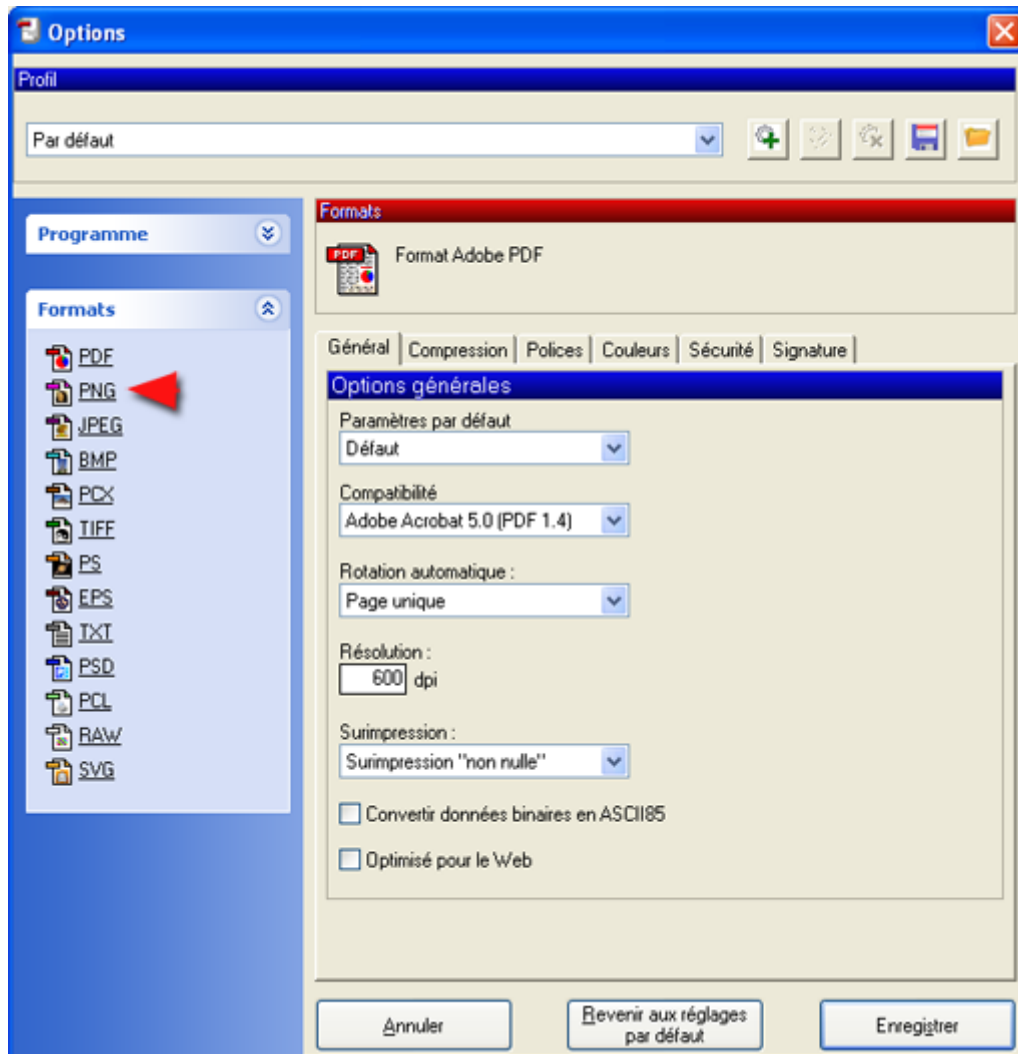 Options
Profil
Par défaut
Programme
Formats
PDF
PNG
JPEG
BMP
PCX
TIFF
PS
EPS
TXT
PSD
PCL
RAW
SVG
Formats
PDF
Format Adobe PDF
Général Compression Polices Couleurs Sécurité Signature
Options générales
Paramètres par défaut
Défaut
Compatibilité
Adobe Acrobat 5.0 (PDF 1.4)
Rotation automatique :
Page unique
Résolution :
600 dpi
Surimpression :
Surimpression "non nulle"
Convertir données binaires en ASCII85
Optimisé pour le Web
Annuler
Revenir aux réglages
par défaut
Enregistrer